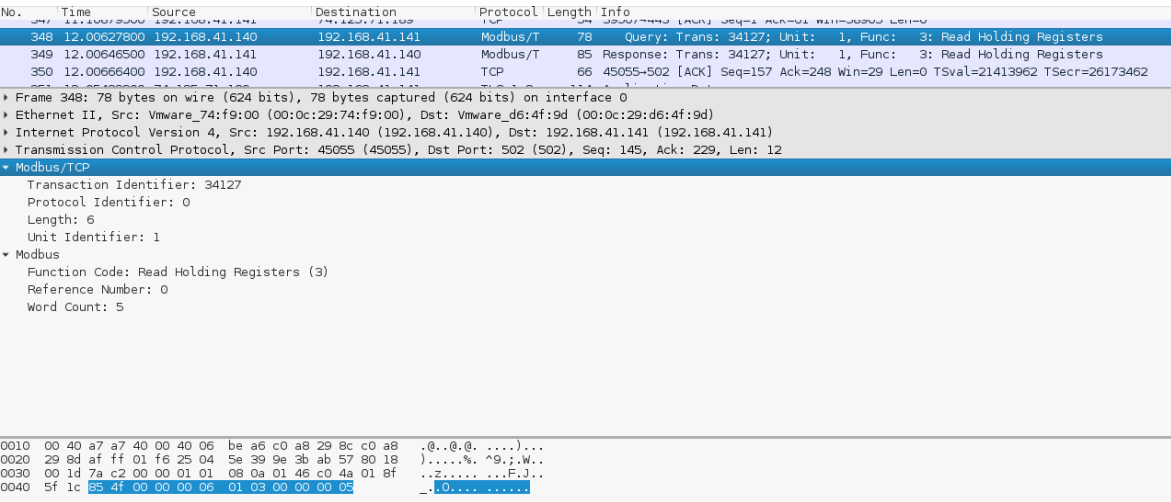 No. Time Source Destination Protocol Length Info
348 12.00627800 192.168.41.140 192.168.41.141 Modbus/T 78 Query: Trans: 34127; Unit: 1, Func: 3: Read Holding Registers
349 12.00646500 192.168.41.141 192.168.41.140 Modbus/T 85 Response: Trans: 34127; Unit: 1, Func: 3: Read Holding Registers
350 12.00666400 192.168.41.140 192.168.41.141 TCP 66 45055→502 [ACK] Seq=157 Ack=248 Win=29 Len=0 TSval=21413962 TSecr=26173462
Frame 348: 78 bytes on wire (624 bits), 78 bytes captured (624 bits) on interface 0
Ethernet II, Src: Vmware_74:f9:00 (00:0c:29:74:f9:00), Dst: Vmware_d6:4f:9d (00:0c:29:d6:4f:9d)
Internet Protocol Version 4, Src: 192.168.41.140 (192.168.41.140), Dst: 192.168.41.141 (192.168.41.141)
Transmission Control Protocol, Src Port: 45055 (45055), Dst Port: 502 (502), Seq: 145, Ack: 229, Len: 12
Modbus/TCP
Transaction Identifier: 34127
Protocol Identifier: 0
Length: 6
Unit Identifier: 1
Modbus
Function Code: Read Holding Registers (3)
Reference Number: 0
Word Count: 5
0010 00 40 a7 a7 40 00 40 06 be a6 c0 a8 29 8c c0 a8 .@..@.@. ....)...
0020 29 8d af ff 01 f6 25 04 5e 39 9e 3b ab 57 80 18 ).....%. ^9.;.W..
0030 00 1d 7a c2 00 00 01 01 08 0a 01 46 c0 4a 01 8f ..z..... ...F.J..
0040 5f 1c 85 4f 00 00 00 06 01 03 00 00 00 05 _..O.... ......